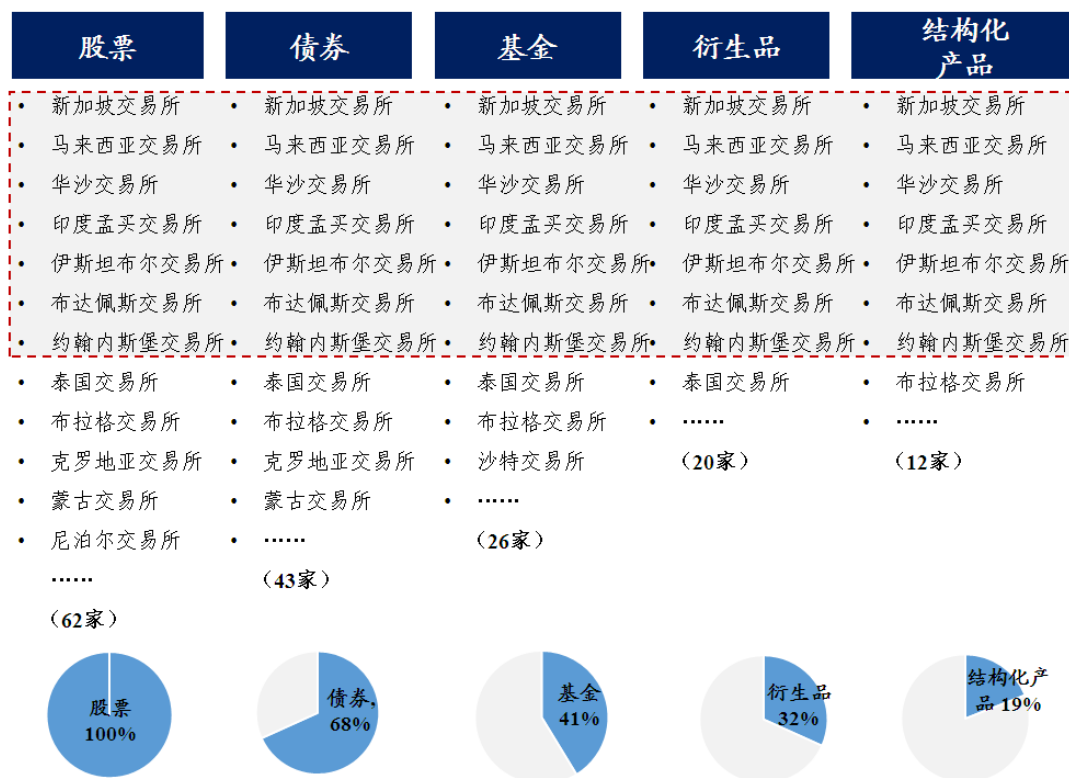 股票
新加坡交易所
马来西亚交易所
华沙交易所
印度孟买交易所
伊斯坦布尔交易所
布达佩斯交易所
约翰内斯堡交易所
泰国交易所
布拉格交易所
克罗地亚交易所
蒙古交易所
尼泊尔交易所
……
（62家）
债券
新加坡交易所
马来西亚交易所
华沙交易所
印度孟买交易所
伊斯坦布尔交易所
布达佩斯交易所
约翰内斯堡交易所
泰国交易所
布拉格交易所
克罗地亚交易所
蒙古交易所
……
（43家）
基金
新加坡交易所
马来西亚交易所
华沙交易所
印度孟买交易所
伊斯坦布尔交易所
布达佩斯交易所
约翰内斯堡交易所
泰国交易所
布拉格交易所
沙特交易所
……
（26家）
衍生品
新加坡交易所
马来西亚交易所
华沙交易所
印度孟买交易所
伊斯坦布尔交易所
布达佩斯交易所
约翰内斯堡交易所
泰国交易所
……
（20家）
结构化
产品
新加坡交易所
马来西亚交易所
华沙交易所
印度孟买交易所
伊斯坦布尔交易所
布达佩斯交易所
约翰内斯堡交易所
布拉格交易所
……
（12家）
股票
100%
债券,
68%
基金
41%
衍生品
32%
结构化产
品 19%